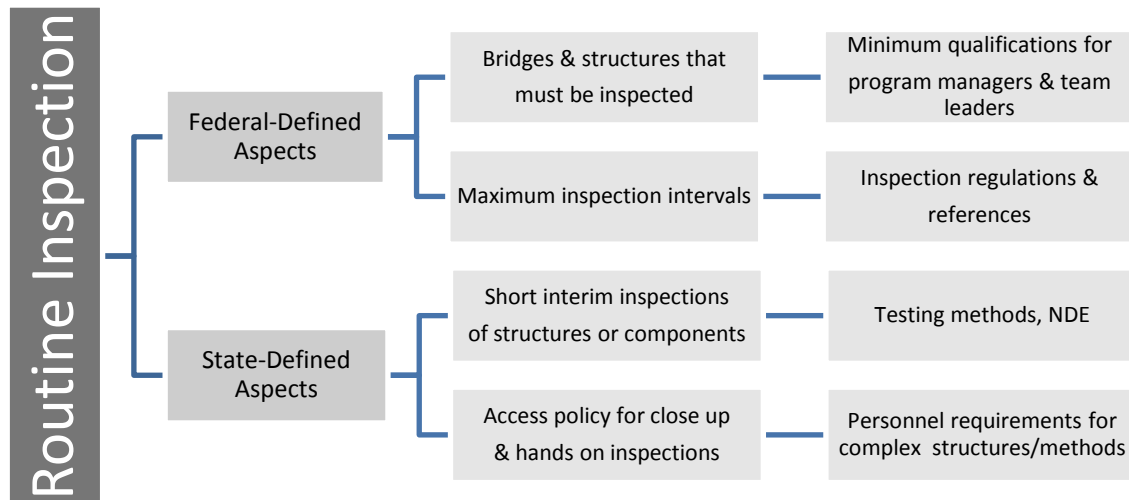 Routine Inspection
Federal-Defined
Aspects
Bridges & structures that
must be inspected
Minimum qualifications for
program managers & team
leaders
Maximum inspection intervals
Inspection regulations &
references
State-Defined
Aspects
Short interim inspections
of structures or components
Testing methods, NDE
Access policy for close up
& hands on inspections
Personnel requirements for
complex structures/methods